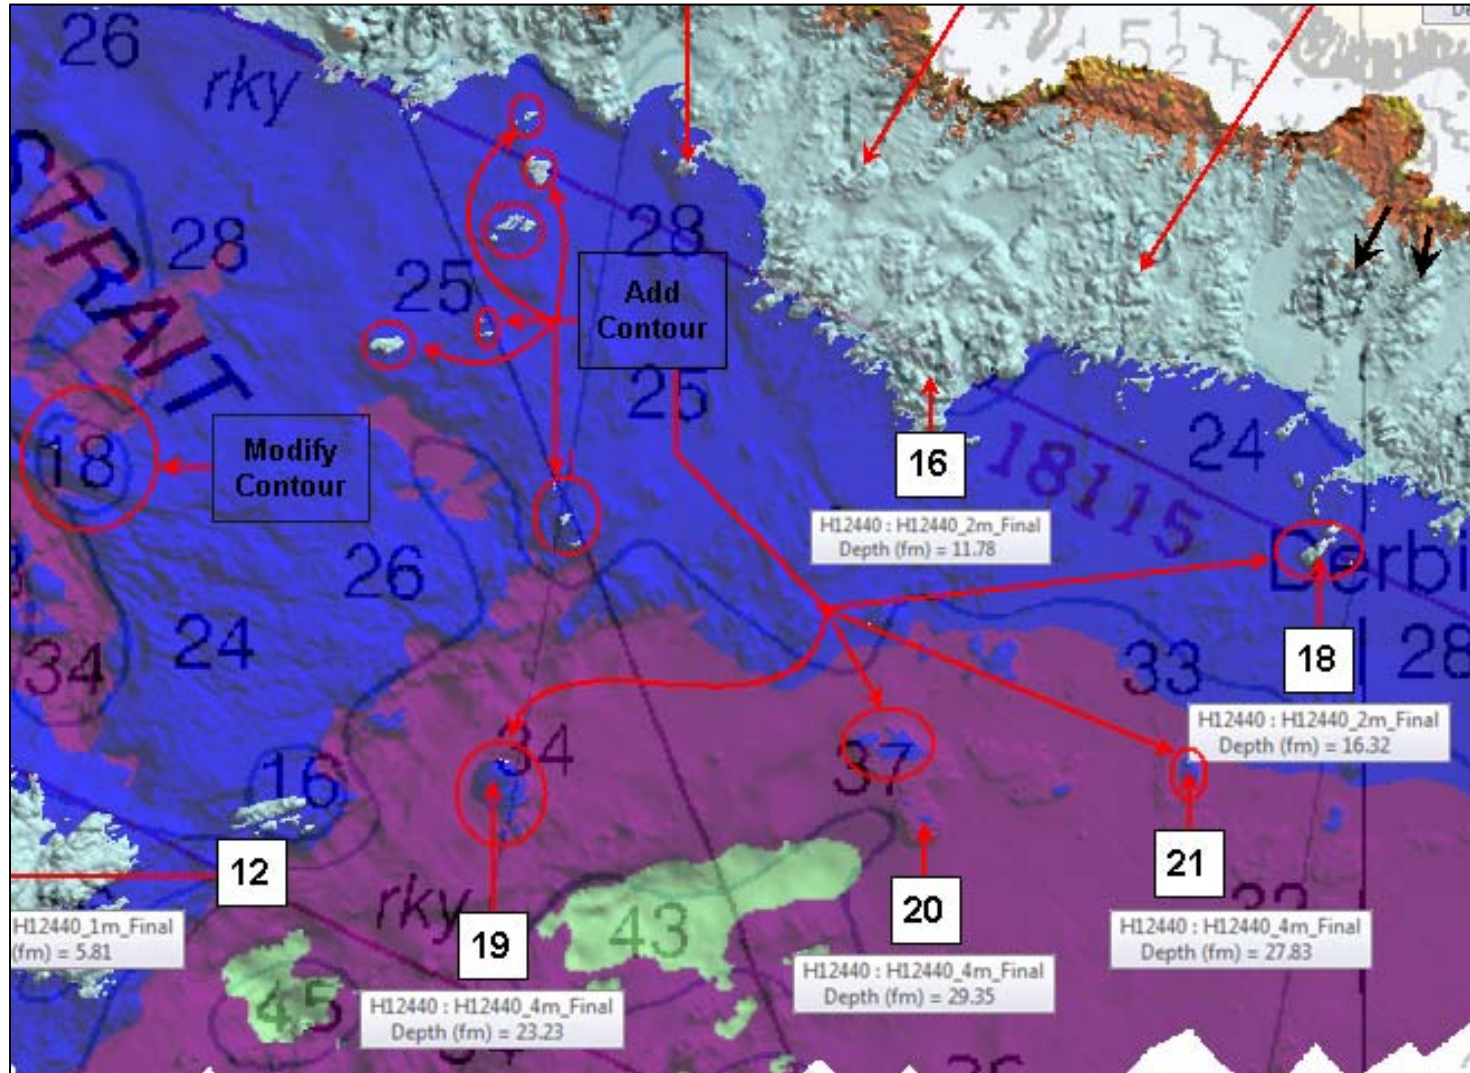 26
rky
STRAIT
28
28
25
Add
Contour
25
18
Modify
Contour
16
24
18115
H12440 : H12440_2m_Final
Depth (fm) = 11.78
26
24
34
33
18
28
H12440 : H12440_2m_Final
Depth (fm) = 16.32
34
37
16
12
H12440_1m_Final
(fm) = 5.81
rky
19
43
20
21
H12440 : H12440_4m_Final
Depth (fm) = 27.83
H12440 : H12440_4m_Final
Depth (fm) = 29.35
45
H12440 : H12440_4m_Final
Depth (fm) = 23.23